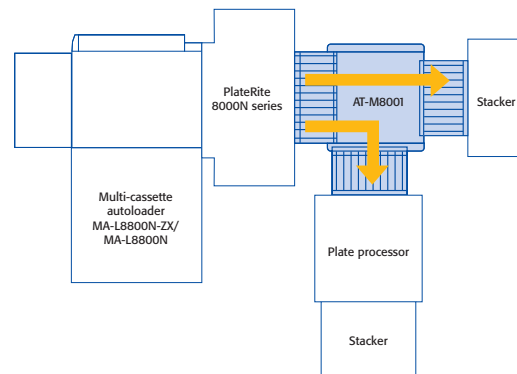 PlateRite
8000N series
AT-M8001
Stacker
Multi-cassette
autoloader
MA-L8800N-ZX/
MA-L8800N
Plate processor
Stacker